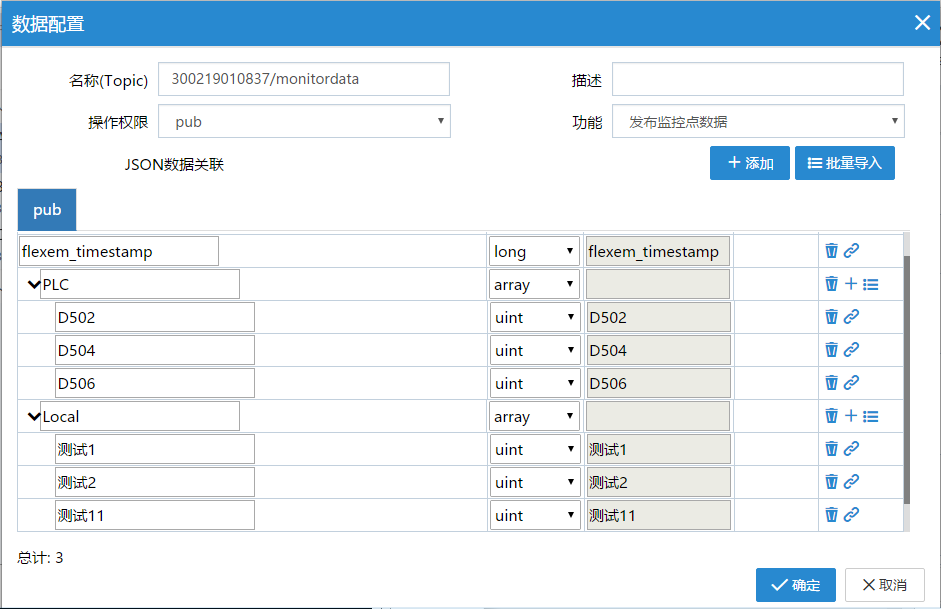 数据配置
名称(Topic) 300219010837/monitordata 描述
操作权限 pub 功能 发布监控点数据
JSON数据关联 添加 批量导入
pub
flexem_timestamp long flexem_timestamp
PLC array
D502 uint D502
D504 uint D504
D506 uint D506
Local array
测试1 uint 测试1
测试2 uint 测试2
测试11 uint 测试11
总计: 3
确定 取消